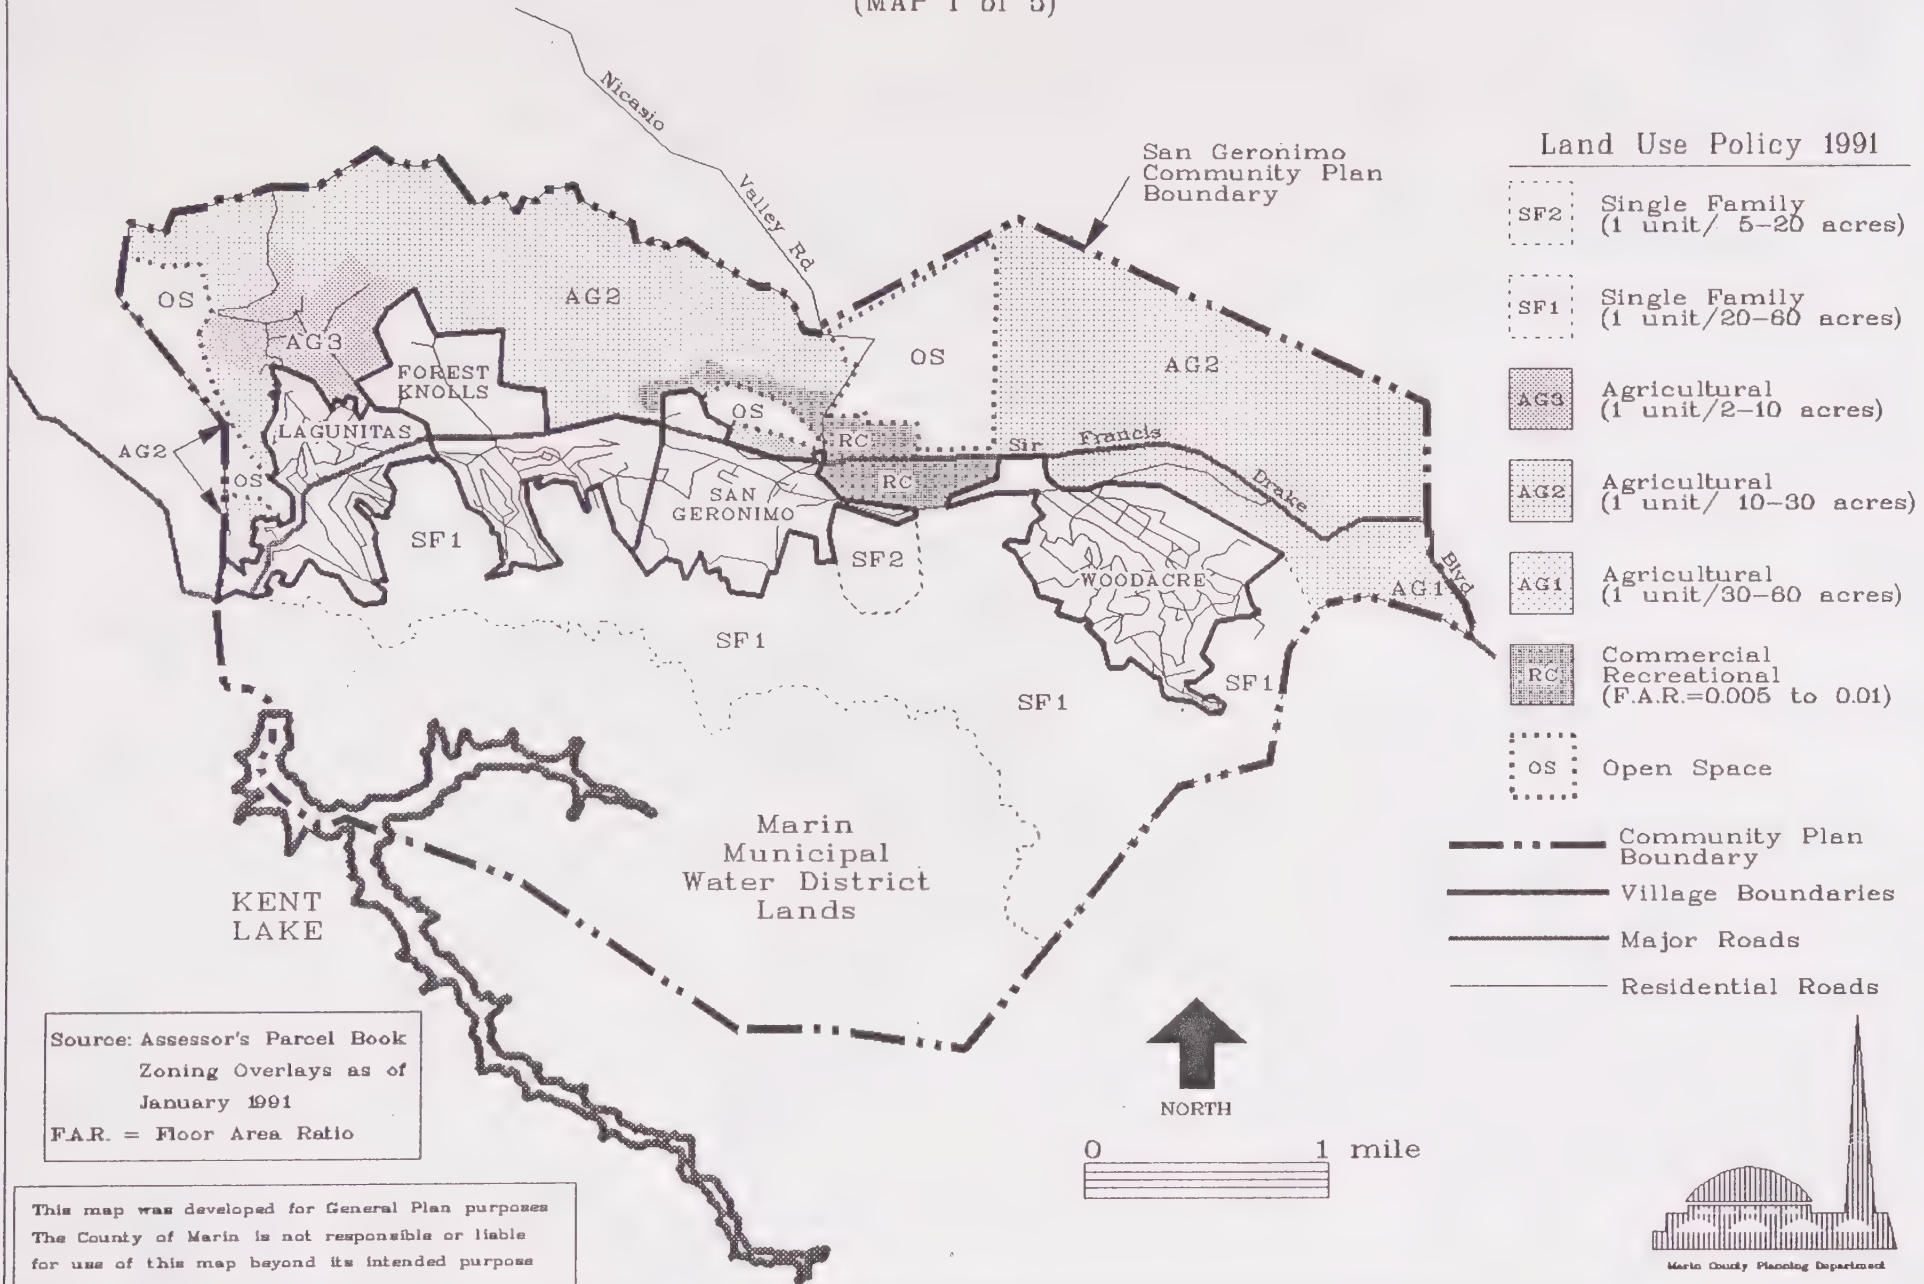 (MAP 1 of 5)
Nicasio
Valley Rd
San Geronimo
Community Plan
Boundary
OS
AG2
AG3
FOREST
KNOLLS
LAGUNITAS
AG2
OS
OS
OS
RC
RC
AG2
Sir Francis
Drake
Blvd
SAN
GERONIMO
SF1
SF2
WOODACRE
AG1
SF1
SF1
SF1
Marin
Municipal
Water District
Lands
KENT
LAKE
Land Use Policy 1991
SF2 Single Family
(1 unit/ 5-20 acres)
SF1 Single Family
(1 unit/20-60 acres)
AG3 Agricultural
(1 unit/2-10 acres)
AG2 Agricultural
(1 unit/ 10-30 acres)
AG1 Agricultural
(1 unit/30-60 acres)
RC Commercial
Recreational
(F.A.R.=0.005 to 0.01)
OS Open Space
Community Plan
Boundary
Village Boundaries
Major Roads
Residential Roads
Source: Assessor's Parcel Book
Zoning Overlays as of
January 1991
F.A.R. = Floor Area Ratio
This map was developed for General Plan purposes
The County of Marin is not responsible or liable
for use of this map beyond its intended purpose
NORTH
0 1 mile
Marin County Planning Department